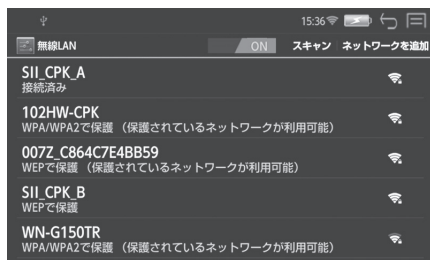 15:36
無線LAN ON スキャン ネットワークを追加
SII_CPK_A
接続済み
102HW-CPK
WPA/WPA2で保護 （保護されているネットワークが利用可能）
007Z_C864C7E4BB59
WEPで保護 （保護されているネットワークが利用可能）
SII_CPK_B
WEPで保護
WN-G150TR
WPA/WPA2で保護 （保護されているネットワークが利用可能）